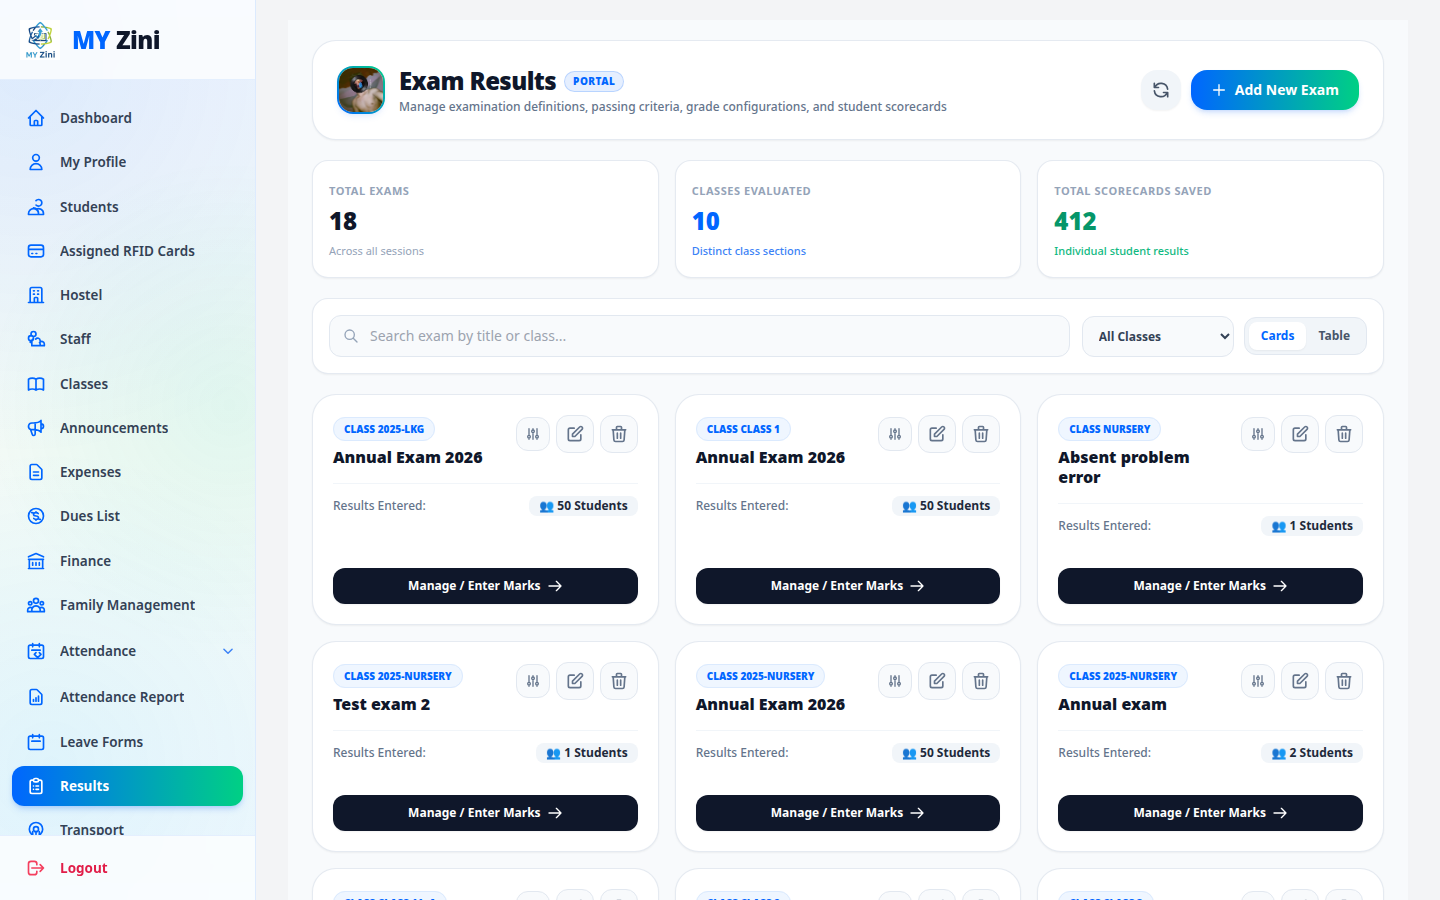 MY Zini
MY Zini
Dashboard
My Profile
Students
Assigned RFID Cards
Hostel
Staff
Classes
Announcements
Expenses
Dues List
Finance
Family Management
Attendance
Attendance Report
Leave Forms
Results
Transport
Logout
Exam Results PORTAL
Manage examination definitions, passing criteria, grade configurations, and student scorecards
Add New Exam
TOTAL EXAMS
18
Across all sessions
CLASSES EVALUATED
10
Distinct class sections
TOTAL SCORECARDS SAVED
412
Individual student results
Search exam by title or class...
All Classes
Cards Table
CLASS 2025-LKG
Annual Exam 2026
Results Entered: 50 Students
Manage / Enter Marks
CLASS CLASS 1
Annual Exam 2026
Results Entered: 50 Students
Manage / Enter Marks
CLASS NURSERY
Absent problem
error
Results Entered: 1 Students
Manage / Enter Marks
CLASS 2025-NURSERY
Test exam 2
Results Entered: 1 Students
Manage / Enter Marks
CLASS 2025-NURSERY
Annual Exam 2026
Results Entered: 50 Students
Manage / Enter Marks
CLASS 2025-NURSERY
Annual exam
Results Entered: 2 Students
Manage / Enter Marks